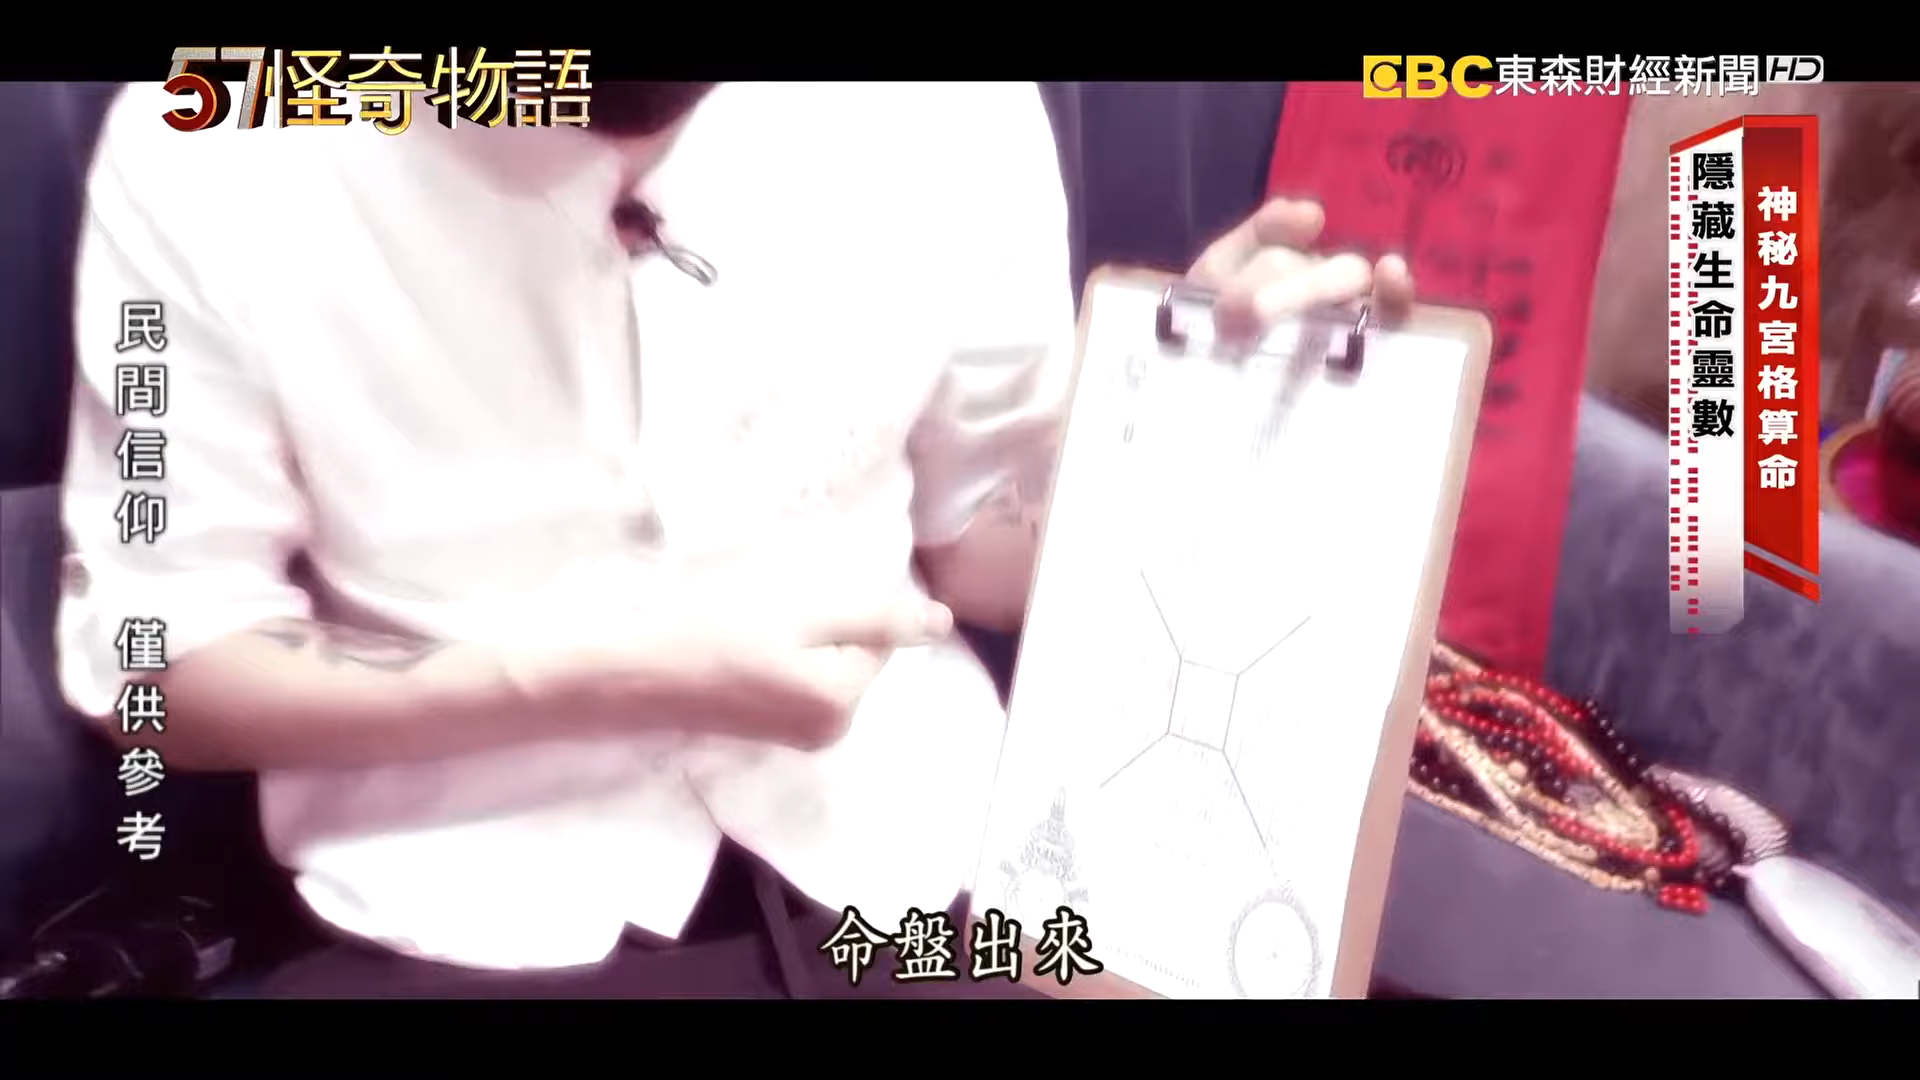 57怪奇物語
EBC東森財經新聞HD
神秘九宮格算命
隱藏生命靈數
民間信仰 僅供參考
命盤出來